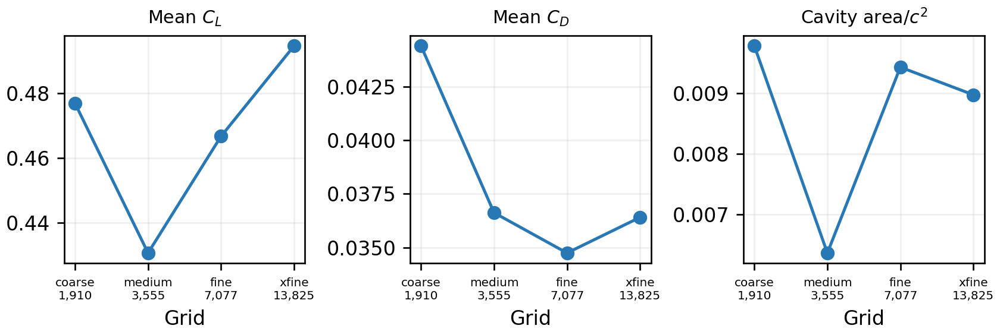 Mean C_L
0.48
0.46
0.44
coarse medium fine xfine
1,910 3,555 7,077 13,825
Grid
Mean C_D
0.0425
0.0400
0.0375
0.0350
coarse medium fine xfine
1,910 3,555 7,077 13,825
Grid
Cavity area/c²
0.009
0.008
0.007
coarse medium fine xfine
1,910 3,555 7,077 13,825
Grid